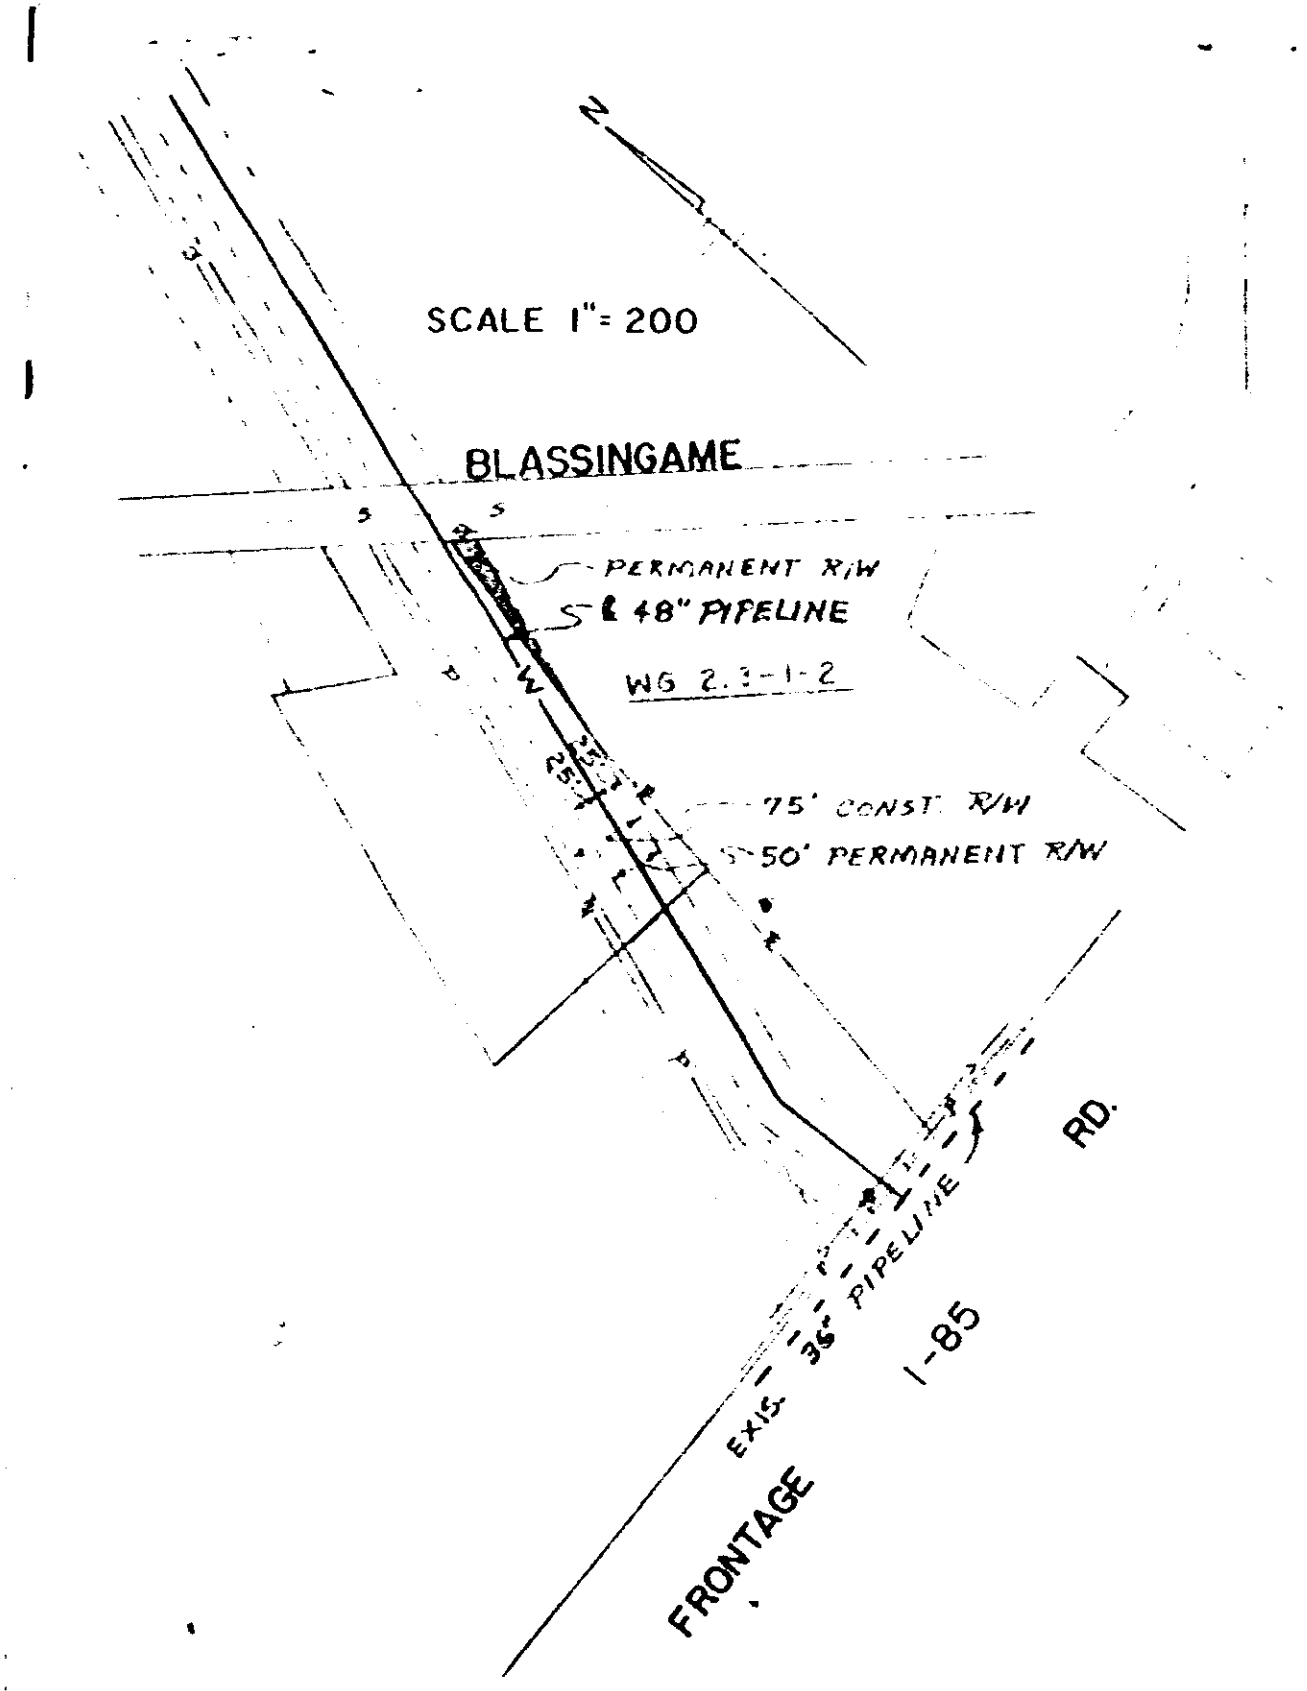 N
SCALE 1"= 200
BLASSINGAME
S S
PERMANENT R/W
℄ 48" PIPELINE
W
P
WG 2.3-1-2
25' 25'
75' CONST. R/W
50' PERMANENT R/W
P
RD.
EXIS. 36" PIPELINE
I-85
FRONTAGE